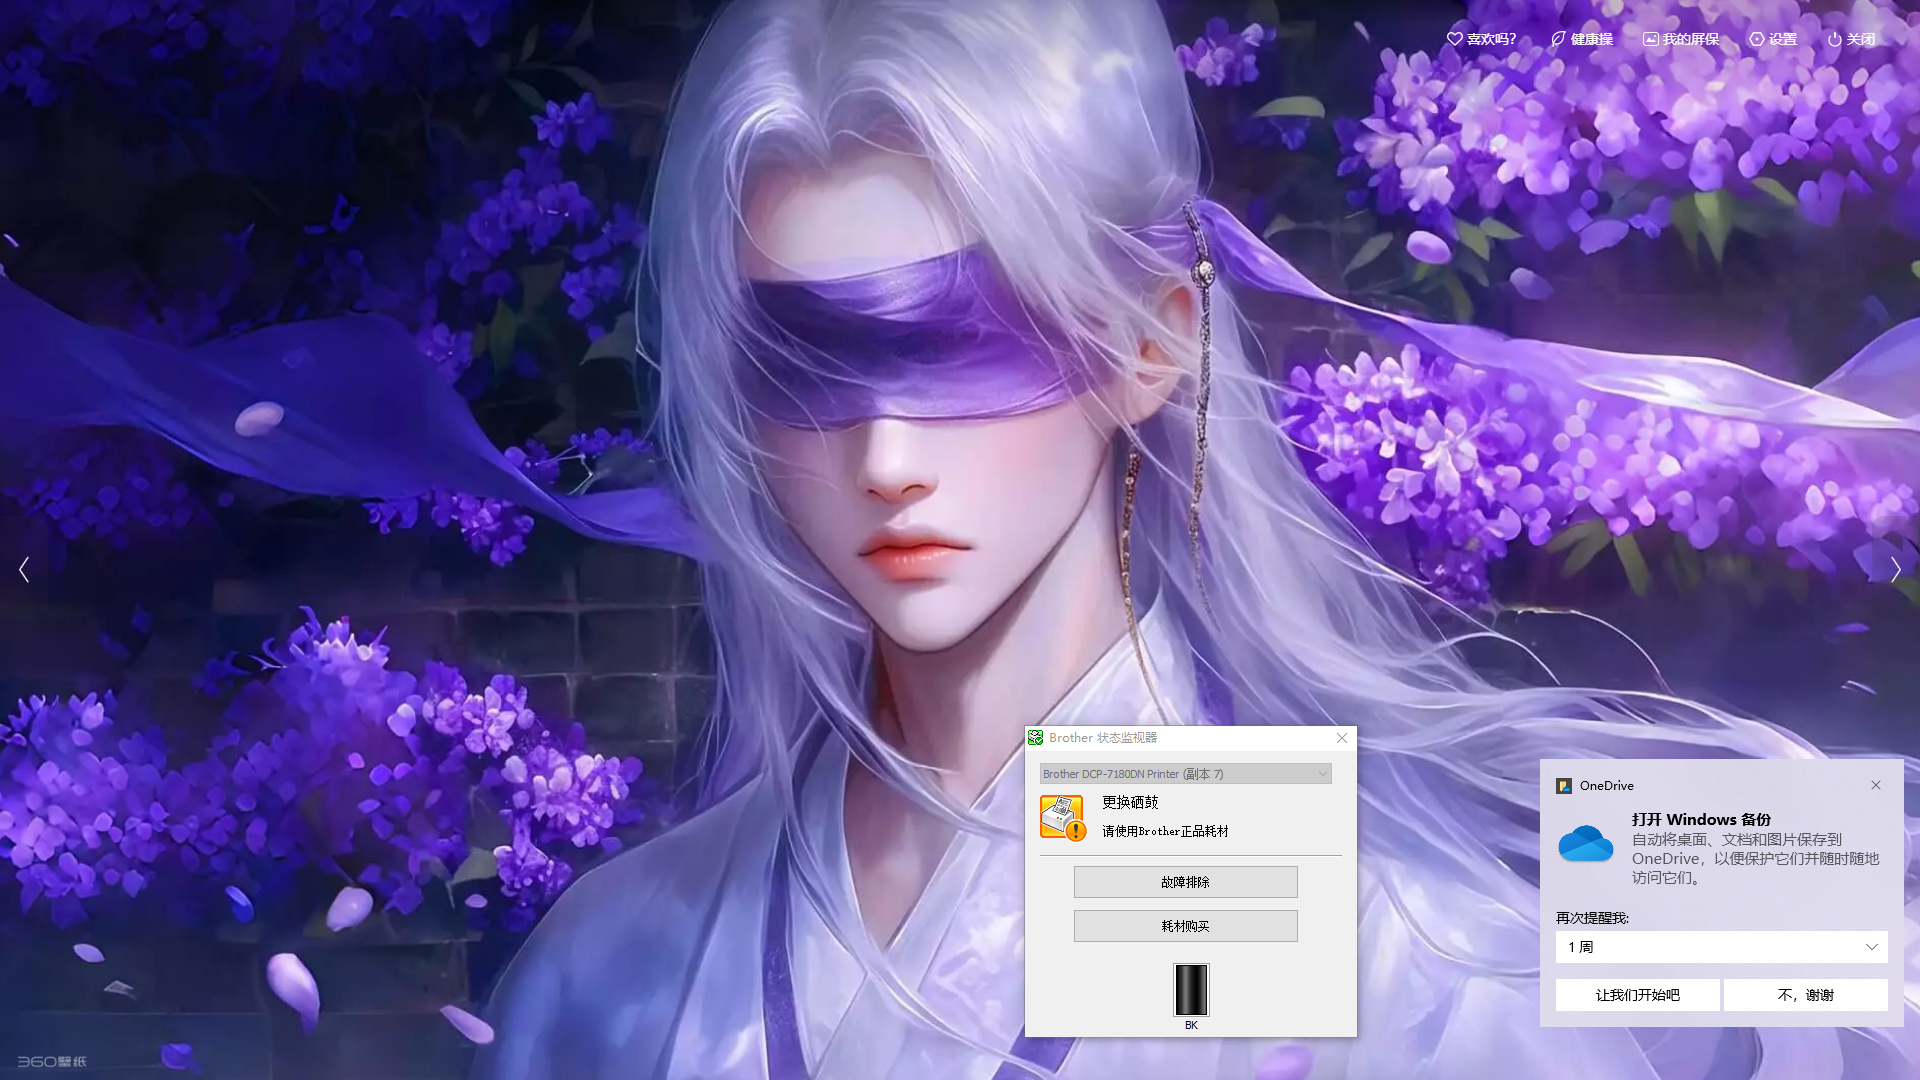 喜欢吗?
健康操
我的屏保
设置
关闭
Brother 状态监视器
Brother DCP-7180DN Printer (副本 7)
更换硒鼓
请使用Brother正品耗材
故障排除
耗材购买
BK
OneDrive
打开 Windows 备份
自动将桌面、文档和图片保存到
OneDrive，以便保护它们并随时随地
访问它们。
再次提醒我:
1 周
让我们开始吧
不，谢谢
360壁纸